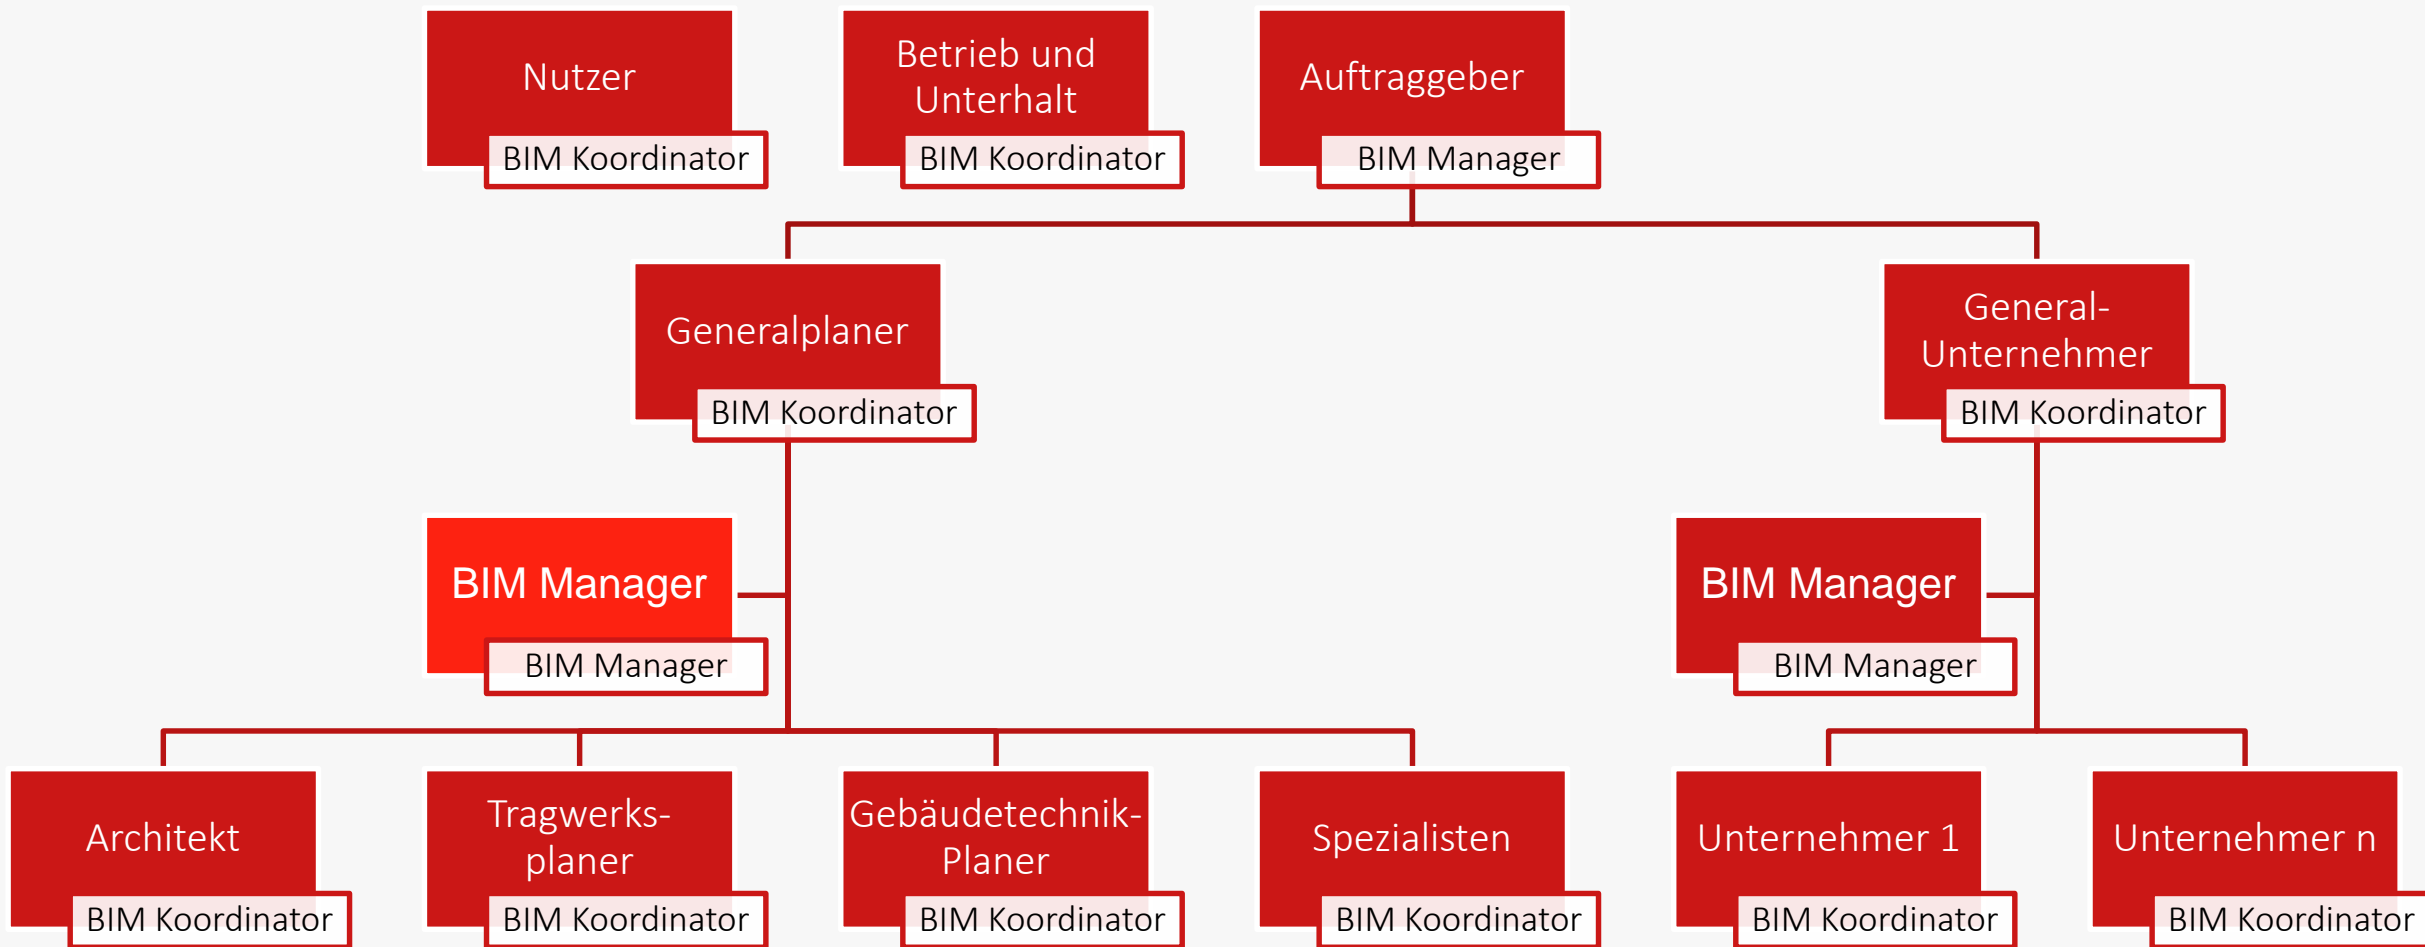 Nutzer
BIM Koordinator
Betrieb und
Unterhalt
BIM Koordinator
Auftraggeber
BIM Manager
Generalplaner
BIM Koordinator
General-
Unternehmer
BIM Koordinator
BIM Manager
BIM Manager
BIM Manager
BIM Manager
Architekt
BIM Koordinator
Tragwerks-
planer
BIM Koordinator
Gebäudetechnik-
Planer
BIM Koordinator
Spezialisten
BIM Koordinator
Unternehmer 1
BIM Koordinator
Unternehmer n
BIM Koordinator